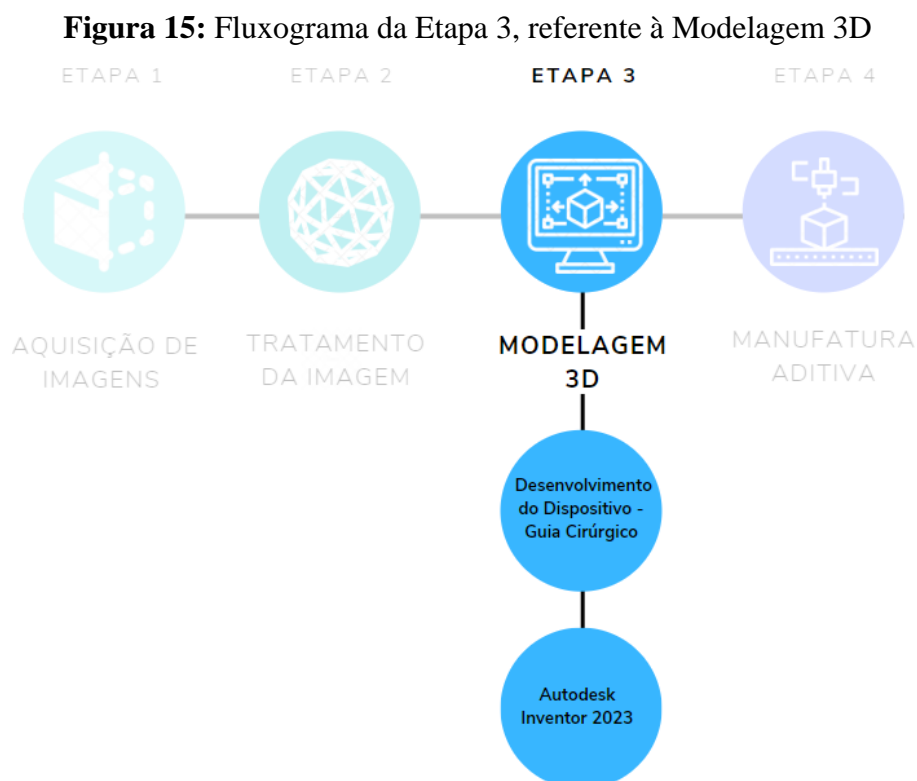 Figura 15: Fluxograma da Etapa 3, referente à Modelagem 3D
ETAPA 1
ETAPA 2
ETAPA 3
ETAPA 4
AQUISIÇÃO DE
IMAGENS
TRATAMENTO
DA IMAGEM
MODELAGEM
3D
MANUFATURA
ADITIVA
Desenvolvimento
do Dispositivo -
Guia Cirúrgico
Autodesk
Inventor 2023